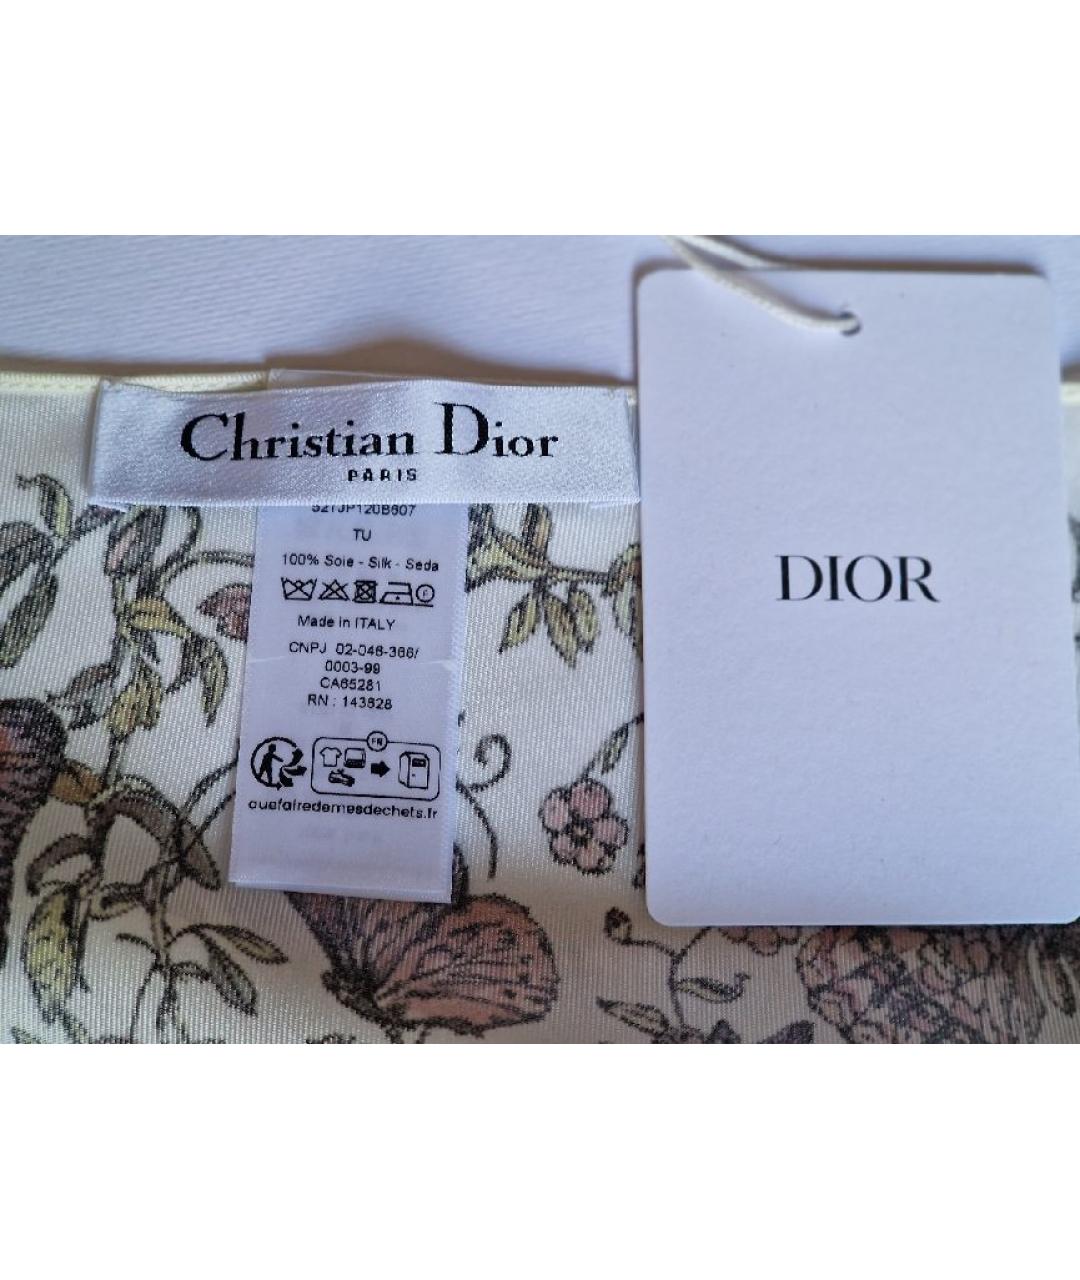 Christian Dior
PARIS
521JP120B607
TU
100% Soie - Silk - Seda
Made in ITALY
CNPJ 02-046-366/
0003-99
CA65281
RN : 143828
FR
quefairedemesdechets.fr
DIOR